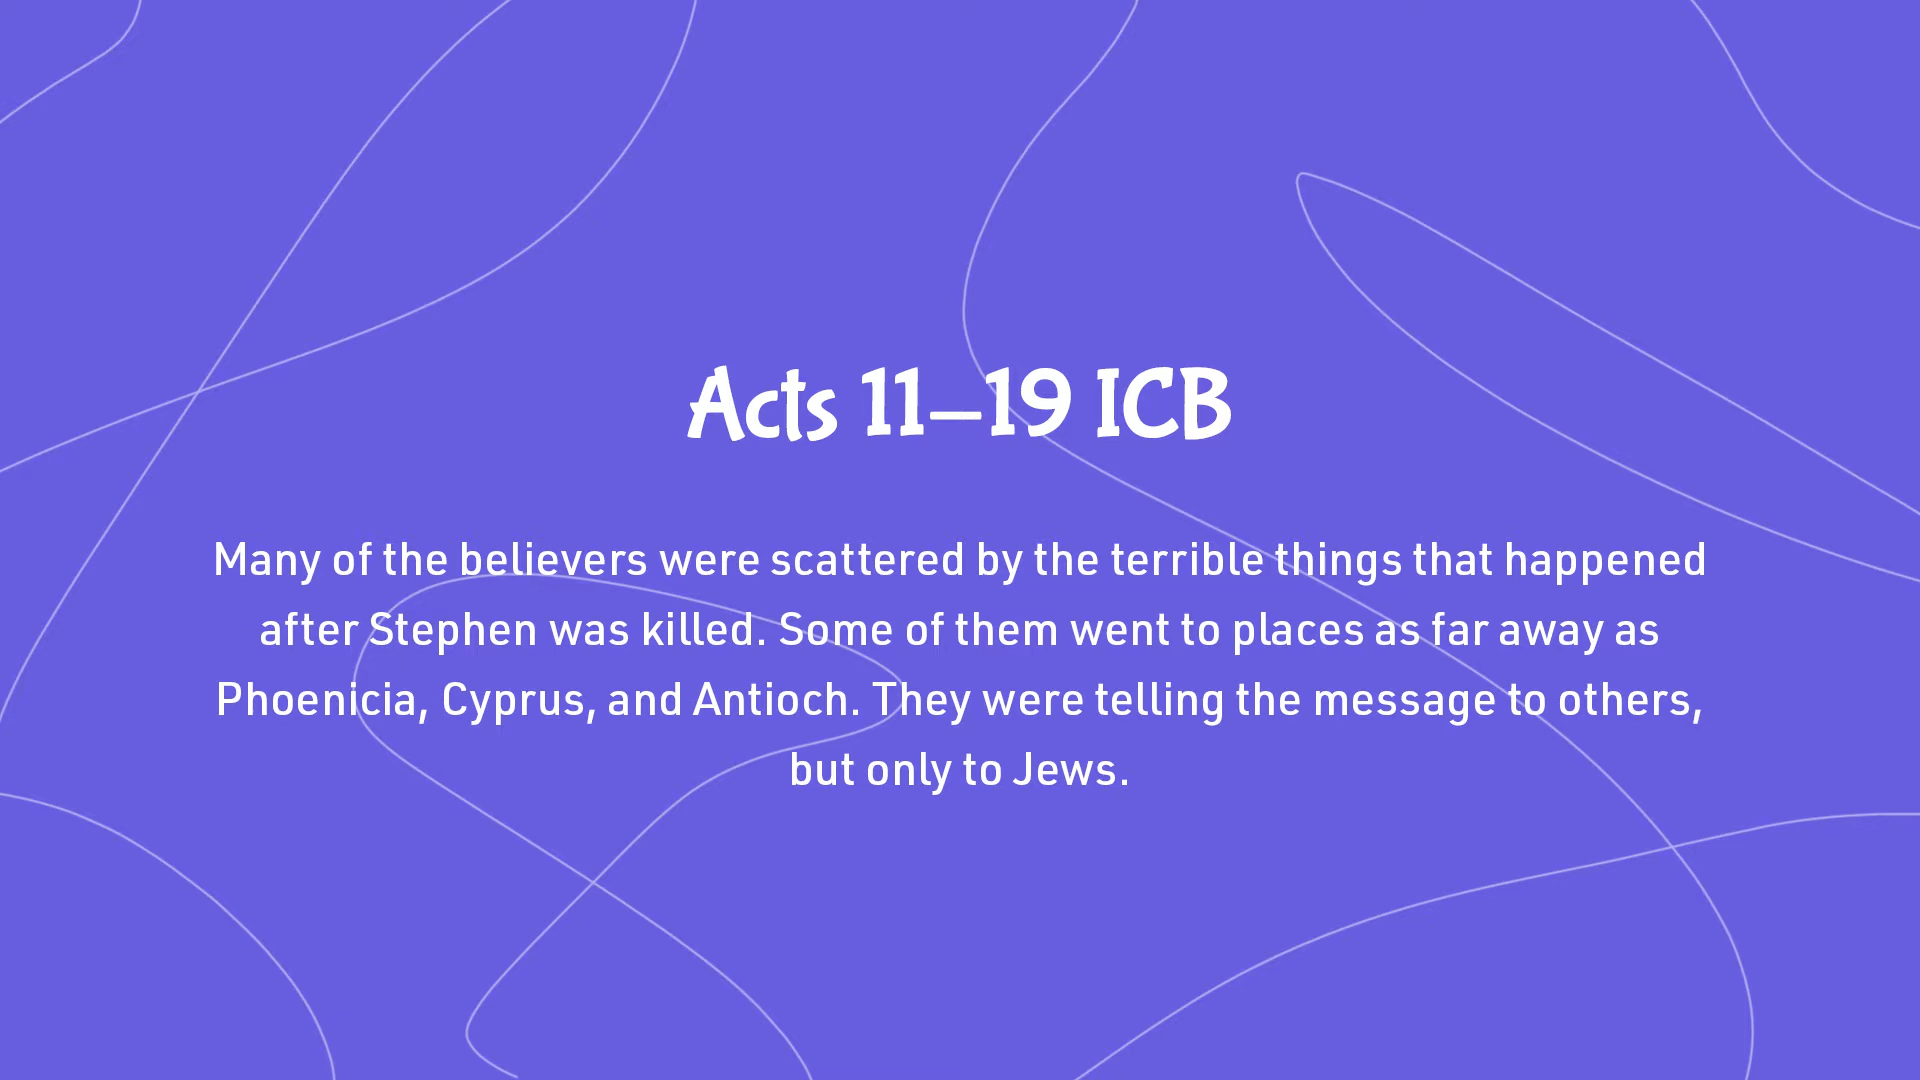 Acts 11–19 ICB
Many of the believers were scattered by the terrible things that happened
after Stephen was killed. Some of them went to places as far away as
Phoenicia, Cyprus, and Antioch. They were telling the message to others,
but only to Jews.